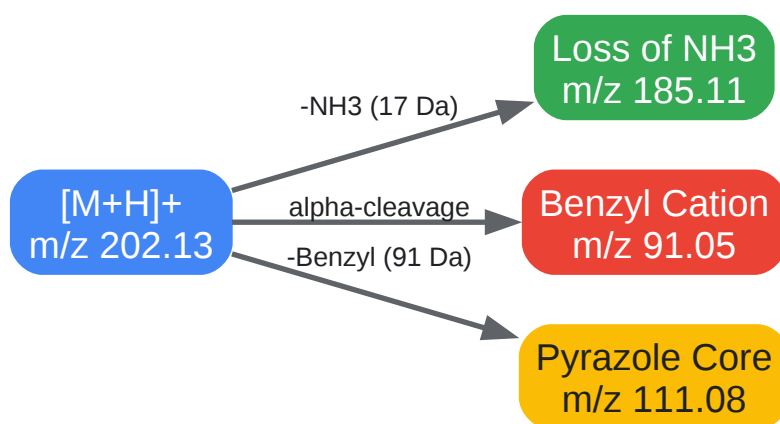 Loss of NH3
m/z 185.11
-NH3 (17 Da)
[M+H]+
m/z 202.13
alpha-cleavage
Benzyl Cation
m/z 91.05
-Benzyl (91 Da)
Pyrazole Core
m/z 111.08